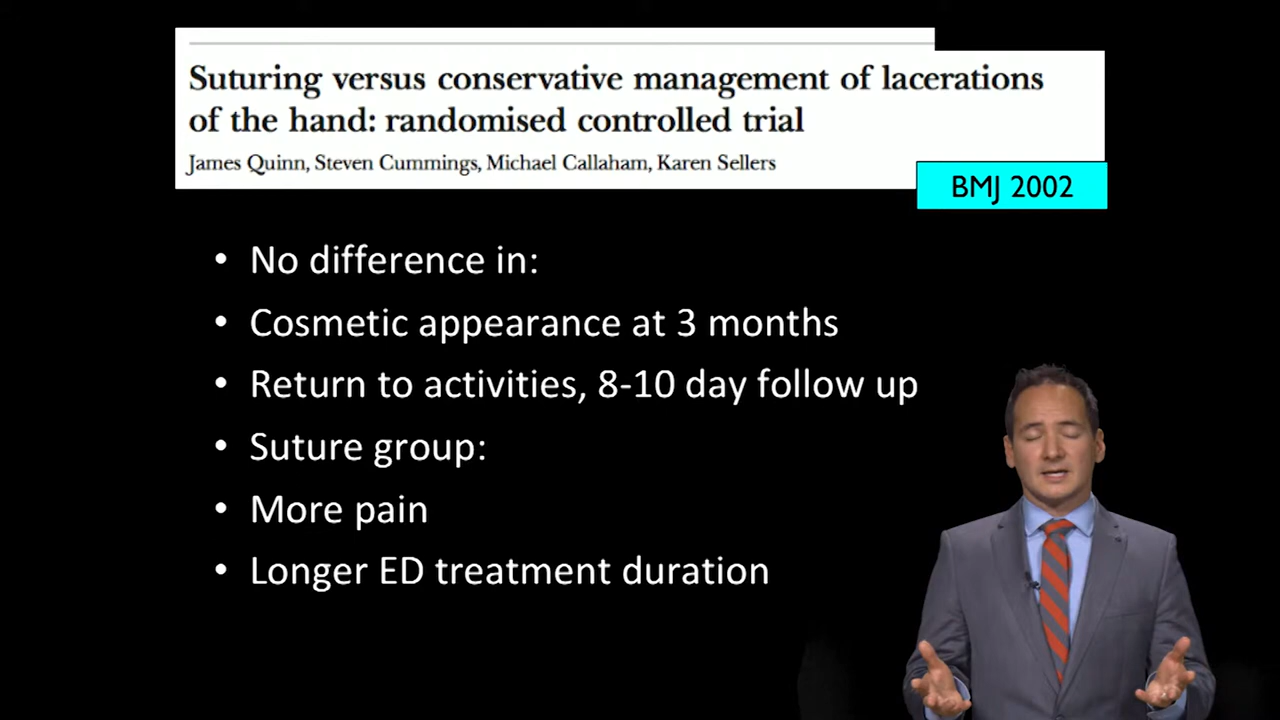 Suturing versus conservative management of lacerations
of the hand: randomised controlled trial
James Quinn, Steven Cummings, Michael Callaham, Karen Sellers
BMJ 2002
• No difference in:
• Cosmetic appearance at 3 months
• Return to activities, 8-10 day follow up
• Suture group:
• More pain
• Longer ED treatment duration